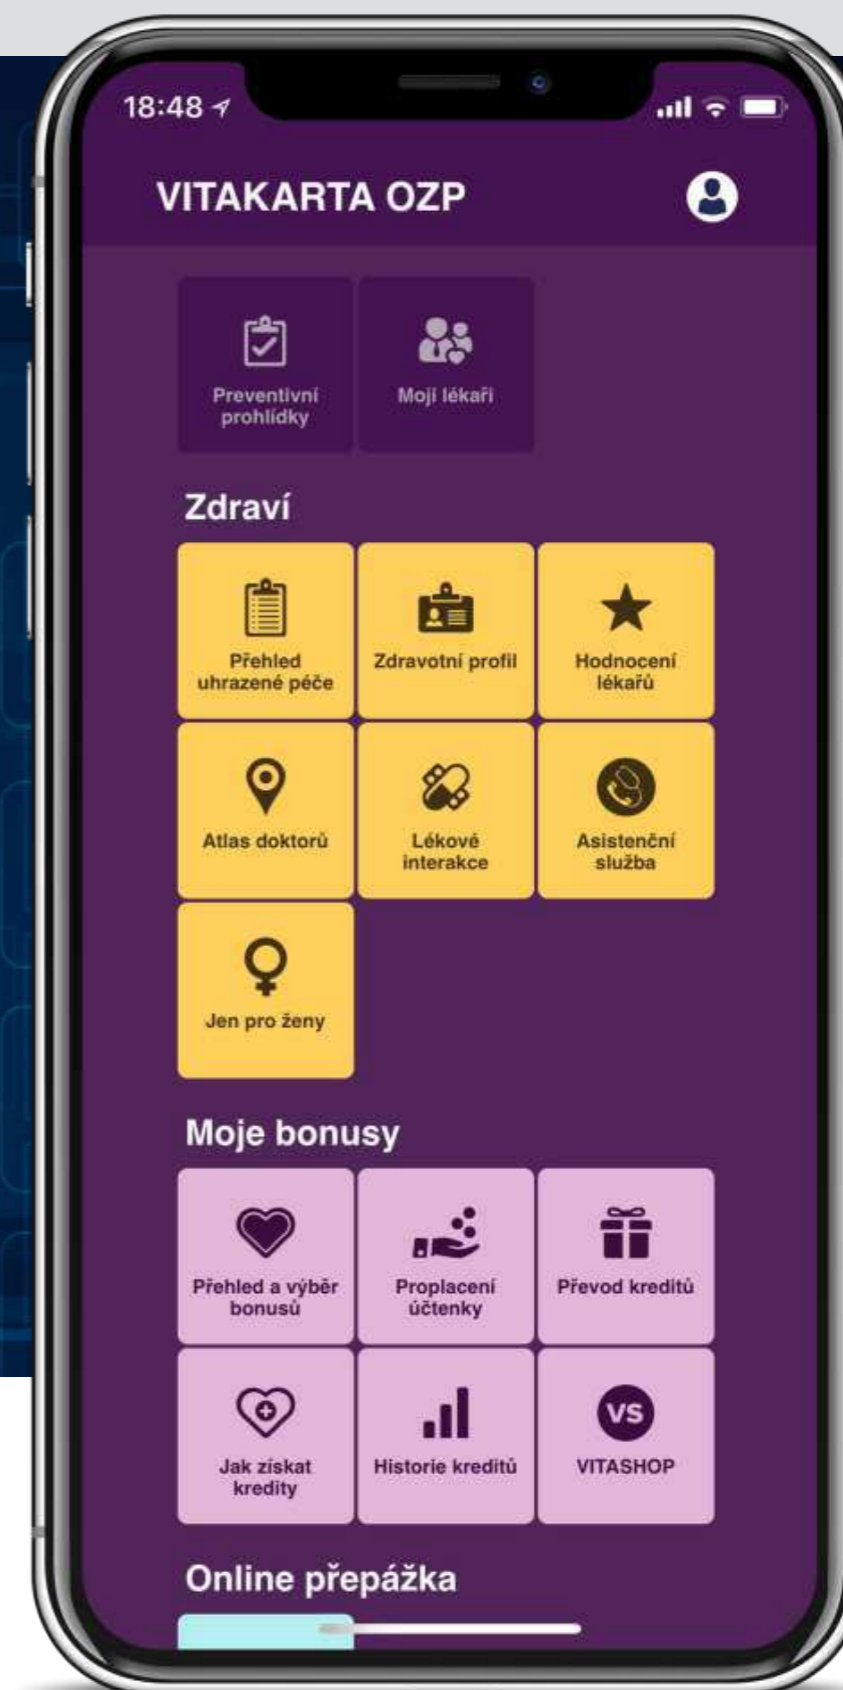 18:48
VITAKARTA OZP
Preventivní
prohlídky
Moji lékaři
Zdraví
Přehled
uhrazené péče
Zdravotní profil
Hodnocení
lékařů
Atlas doktorů
Lékové
interakce
Asistenční
služba
Jen pro ženy
Moje bonusy
Přehled a výběr
bonusů
Proplacení
účtenky
Převod kreditů
Jak získat
kredity
Historie kreditů
VS
VITASHOP
Online přepážka